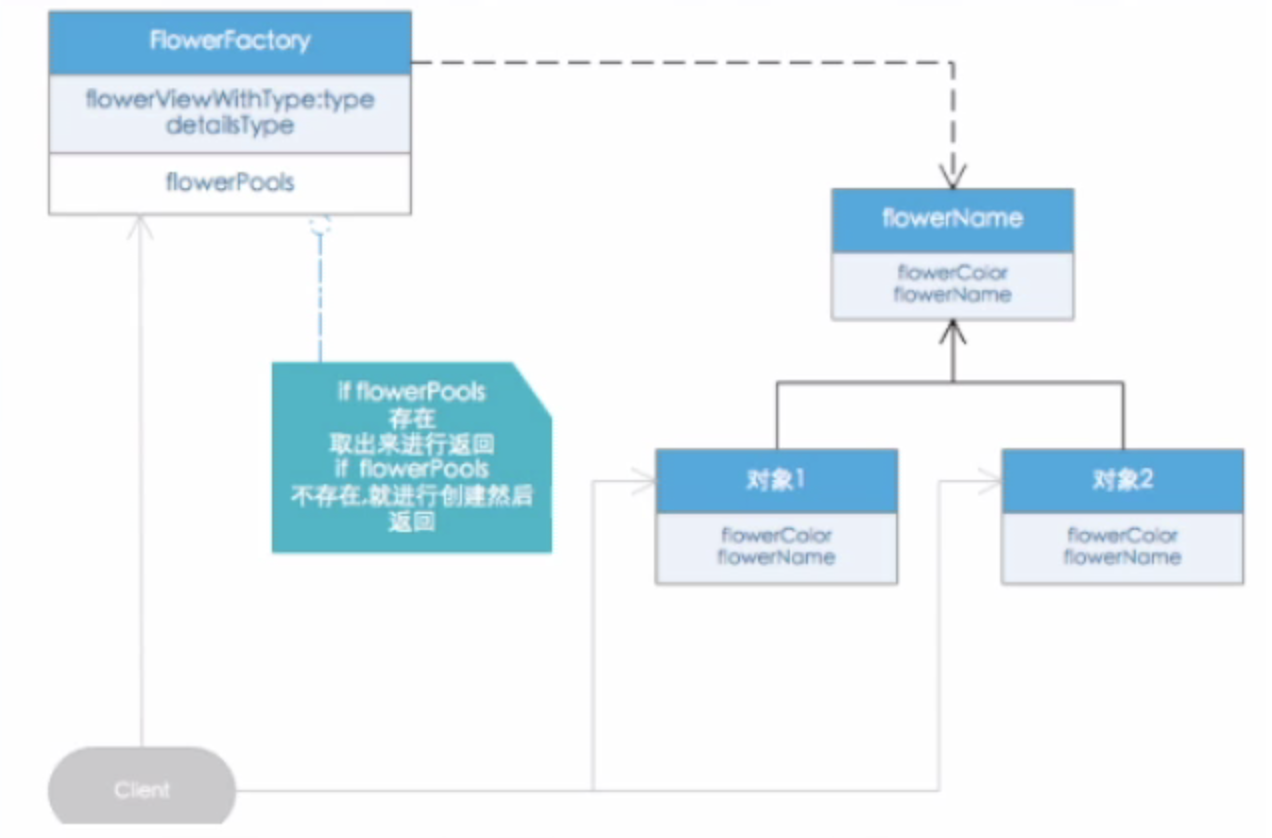 FlowerFactory
flowerViewWithType:type
detailsType
flowerPools
flowerName
flowerColor
flowerName
if flowerPools
存在
取出来进行返回
if flowerPools
不存在,就进行创建然后
返回
对象1
flowerColor
flowerName
对象2
flowerColor
flowerName
Client